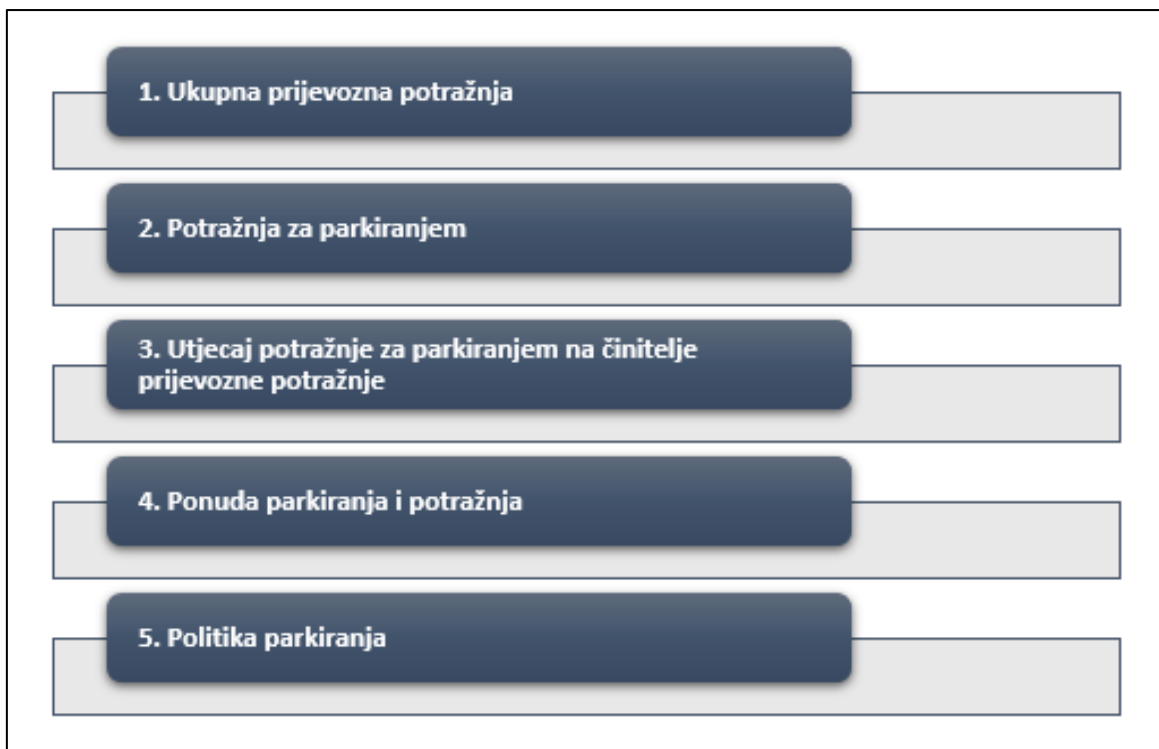 1. Ukupna prijevozna potražnja
2. Potražnja za parkiranjem
3. Utjecaj potražnje za parkiranjem na činitelje
prijevozne potražnje
4. Ponuda parkiranja i potražnja
5. Politika parkiranja